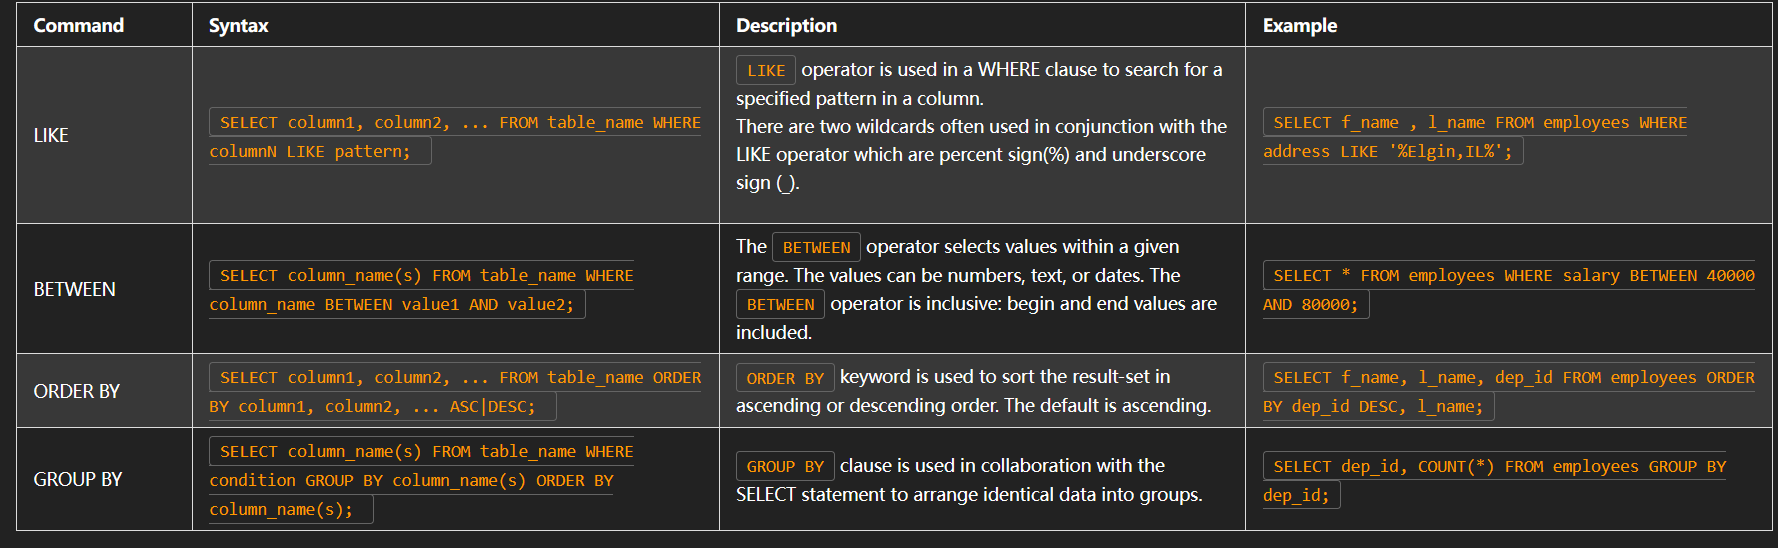 Command Syntax Description Example
LIKE
SELECT column1, column2, ... FROM table_name WHERE
columnN LIKE pattern;
LIKE operator is used in a WHERE clause to search for a
specified pattern in a column.
There are two wildcards often used in conjunction with the
LIKE operator which are percent sign(%) and underscore
sign (_).
SELECT f_name , l_name FROM employees WHERE
address LIKE '%Elgin,IL%';
BETWEEN
SELECT column_name(s) FROM table_name WHERE
column_name BETWEEN value1 AND value2;
The BETWEEN operator selects values within a given
range. The values can be numbers, text, or dates. The
BETWEEN operator is inclusive: begin and end values are
included.
SELECT * FROM employees WHERE salary BETWEEN 40000
AND 80000;
ORDER BY
SELECT column1, column2, ... FROM table_name ORDER
BY column1, column2, ... ASC|DESC;
ORDER BY keyword is used to sort the result-set in
ascending or descending order. The default is ascending.
SELECT f_name, l_name, dep_id FROM employees ORDER
BY dep_id DESC, l_name;
GROUP BY
SELECT column_name(s) FROM table_name WHERE
condition GROUP BY column_name(s) ORDER BY
column_name(s);
GROUP BY clause is used in collaboration with the
SELECT statement to arrange identical data into groups.
SELECT dep_id, COUNT(*) FROM employees GROUP BY
dep_id;